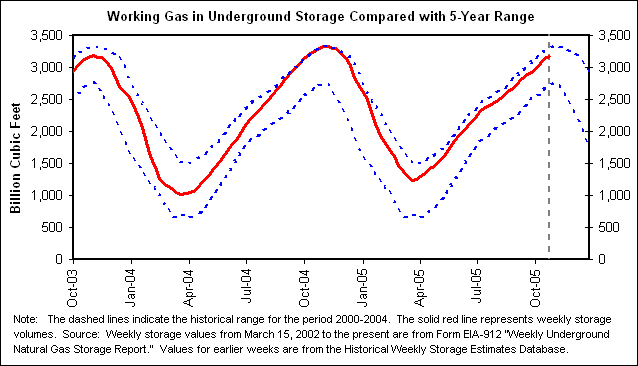 Working Gas in Underground Storage Compared with 5-Year Range
Billion Cubic Feet
3,500
3,000
2,500
2,000
1,500
1,000
500
0
3,500
3,000
2,500
2,000
1,500
1,000
500
0
Oct-03
Jan-04
Apr-04
Jul-04
Oct-04
Jan-05
Apr-05
Jul-05
Oct-05
Note: The dashed lines indicate the historical range for the period 2000-2004. The solid red line represents weekly storage
volumes. Source: Weekly storage values from March 15, 2002 to the present are from Form EIA-912 "Weekly Underground
Natural Gas Storage Report." Values for earlier weeks are from the Historical Weekly Storage Estimates Database.